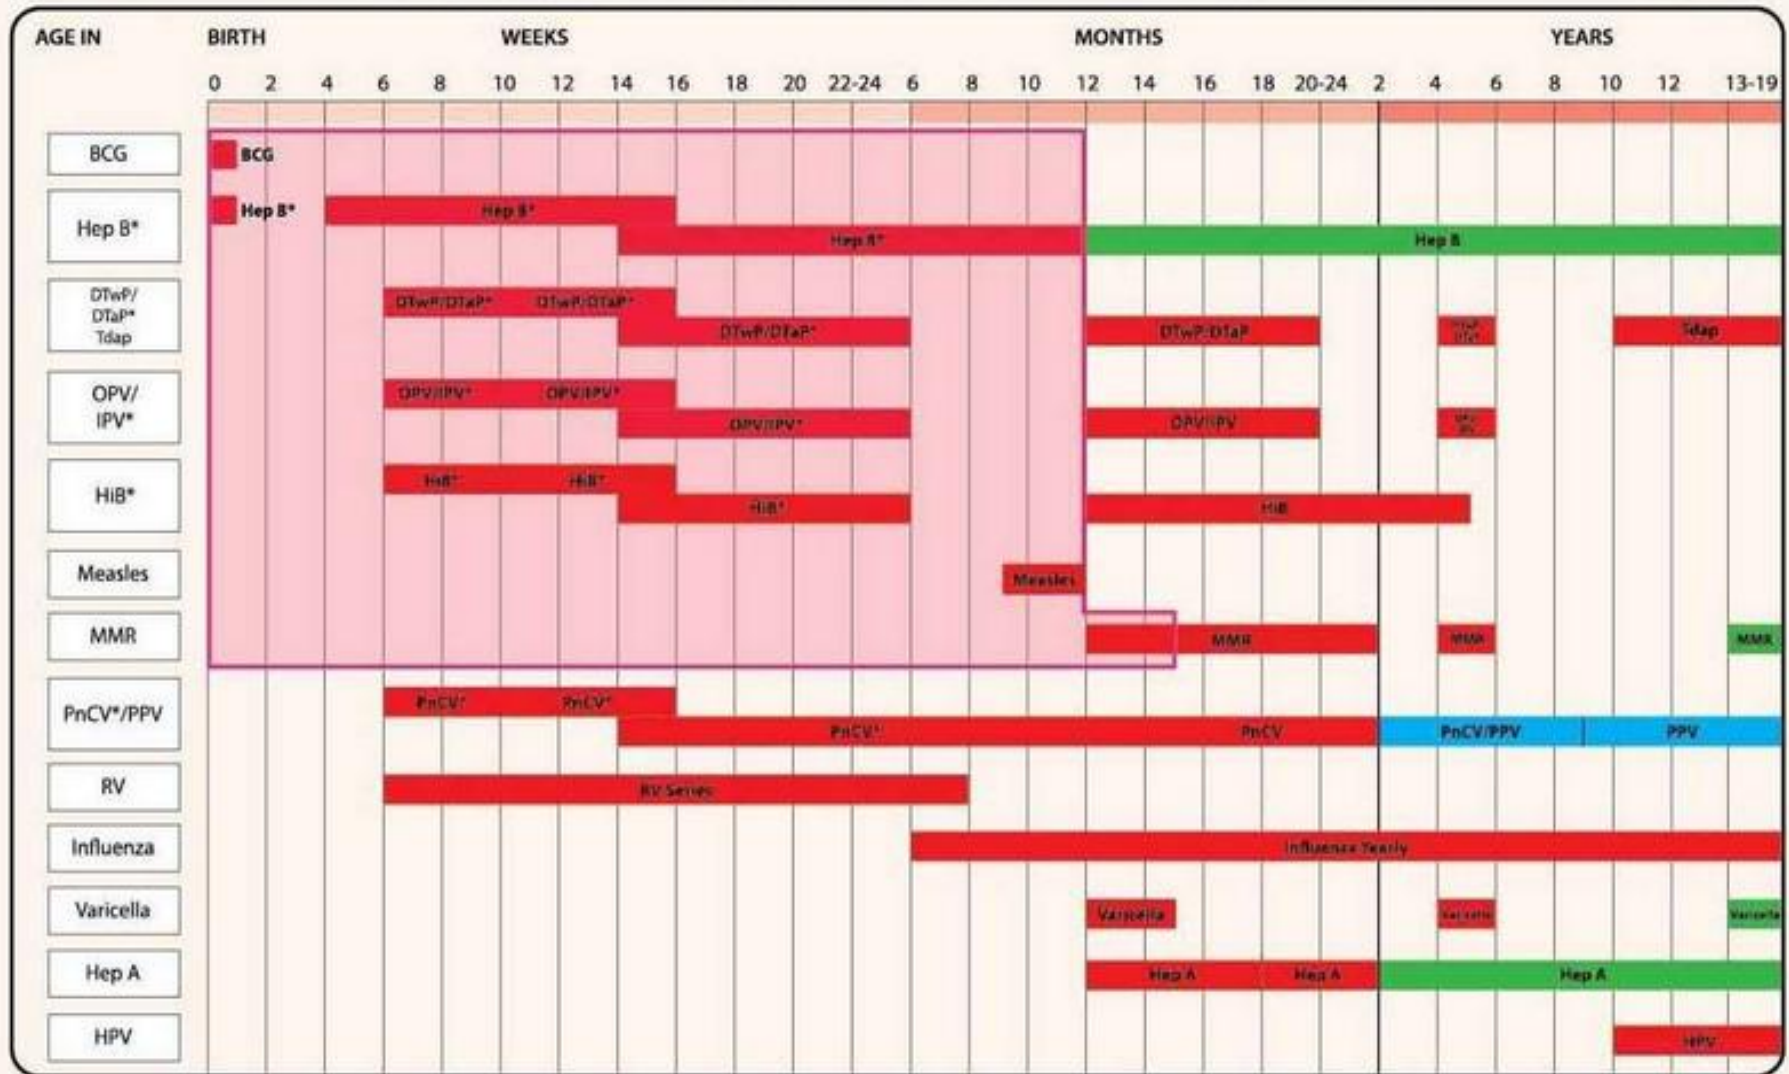 AGE IN BIRTH WEEKS MONTHS YEARS
0 2 4 6 8 10 12 14 16 18 20 22-24 6 8 10 12 14 16 18 20-24 2 4 6 8 10 12 13-19
BCG BCG
Hep B* Hep B*
Hep B*
Hep B* Hep B
DTwP/
DTaP*
Tdap
DTwP/DTaP* DTwP/DTaP*
DTwP/DTaP* DTwP/DTaP Tdap
OPV/
IPV*
OPV/IPV* OPV/IPV*
OPV/IPV* OPV/IPV
HiB*
HiB* HiB*
HiB* HiB
Measles Measles
MMR MMR MMR MMR
PnCV*/PPV
PnCV* PnCV*
PnCV* PnCV PnCV/PPV PPV
RV RV Series
Influenza Influenza Yearly
Varicella Varicella Varicella Varicella
Hep A Hep A Hep A Hep A
HPV HPV